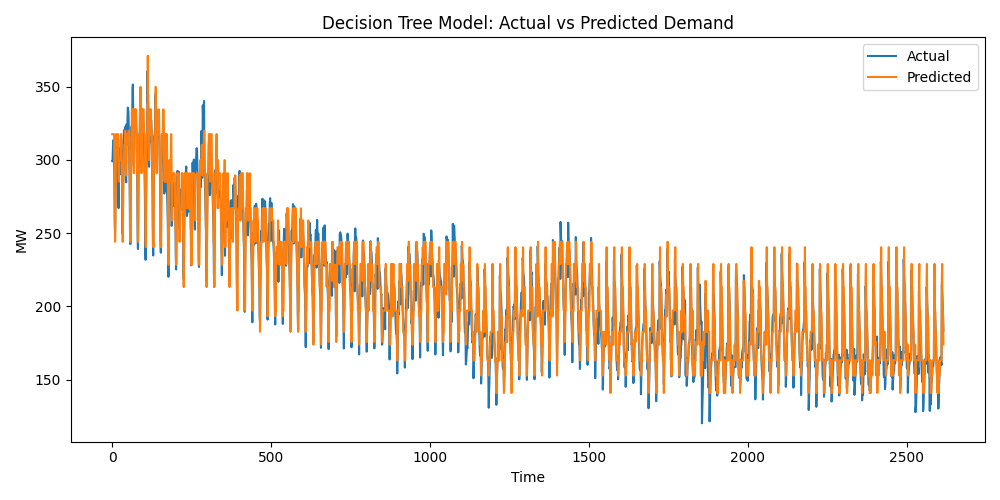 Decision Tree Model: Actual vs Predicted Demand
Actual
Predicted
350
300
250
200
150
MW
0 500 1000 1500 2000 2500
Time